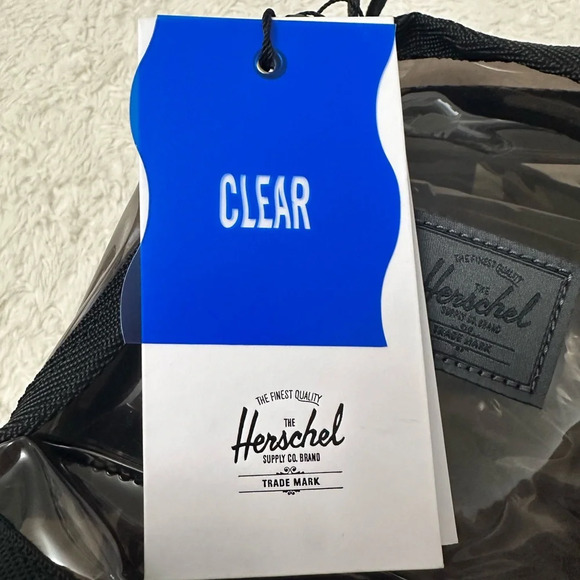 CLEAR
THE FINEST QUALITY
THE
Herschel
SUPPLY CO. BRAND
TRADE MARK
THE FINEST QUALITY
THE
Herschel
SUPPLY CO. BRAND
TRADE MARK